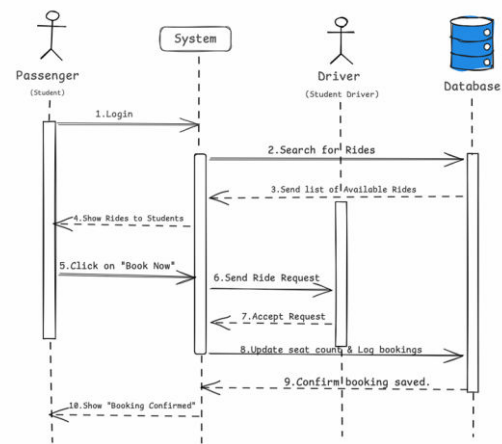 Passenger
(Student)
System
Driver
(Student Driver)
Database
1.Login
2.Search for Rides
3.Send list of Available Rides
4.Show Rides to Students
5.Click on "Book Now"
6.Send Ride Request
7.Accept Request
8.Update seat count & Log bookings
9.Confirm booking saved.
10.Show "Booking Confirmed"